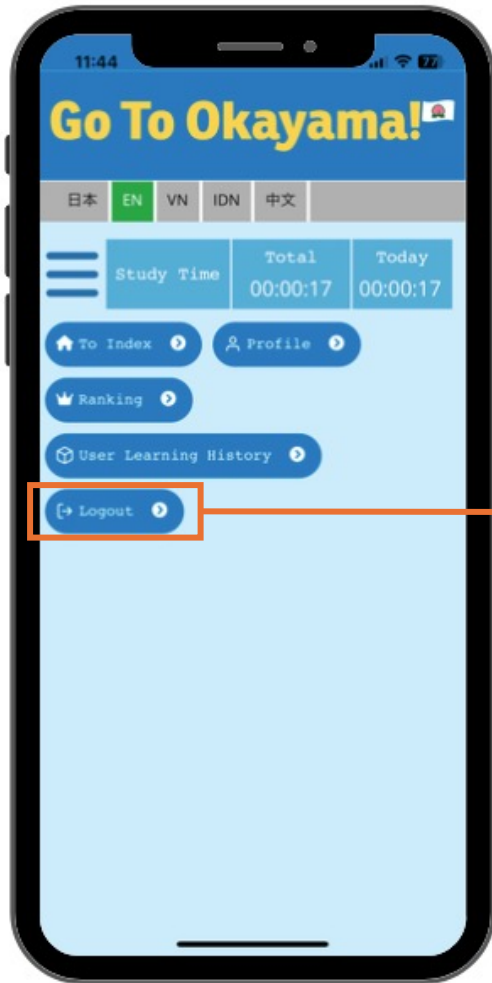 11:44 77
Go To Okayama!
日本 EN VN IDN 中文
Study Time Total Today
00:00:17 00:00:17
To Index Profile
Ranking
User Learning History
Logout